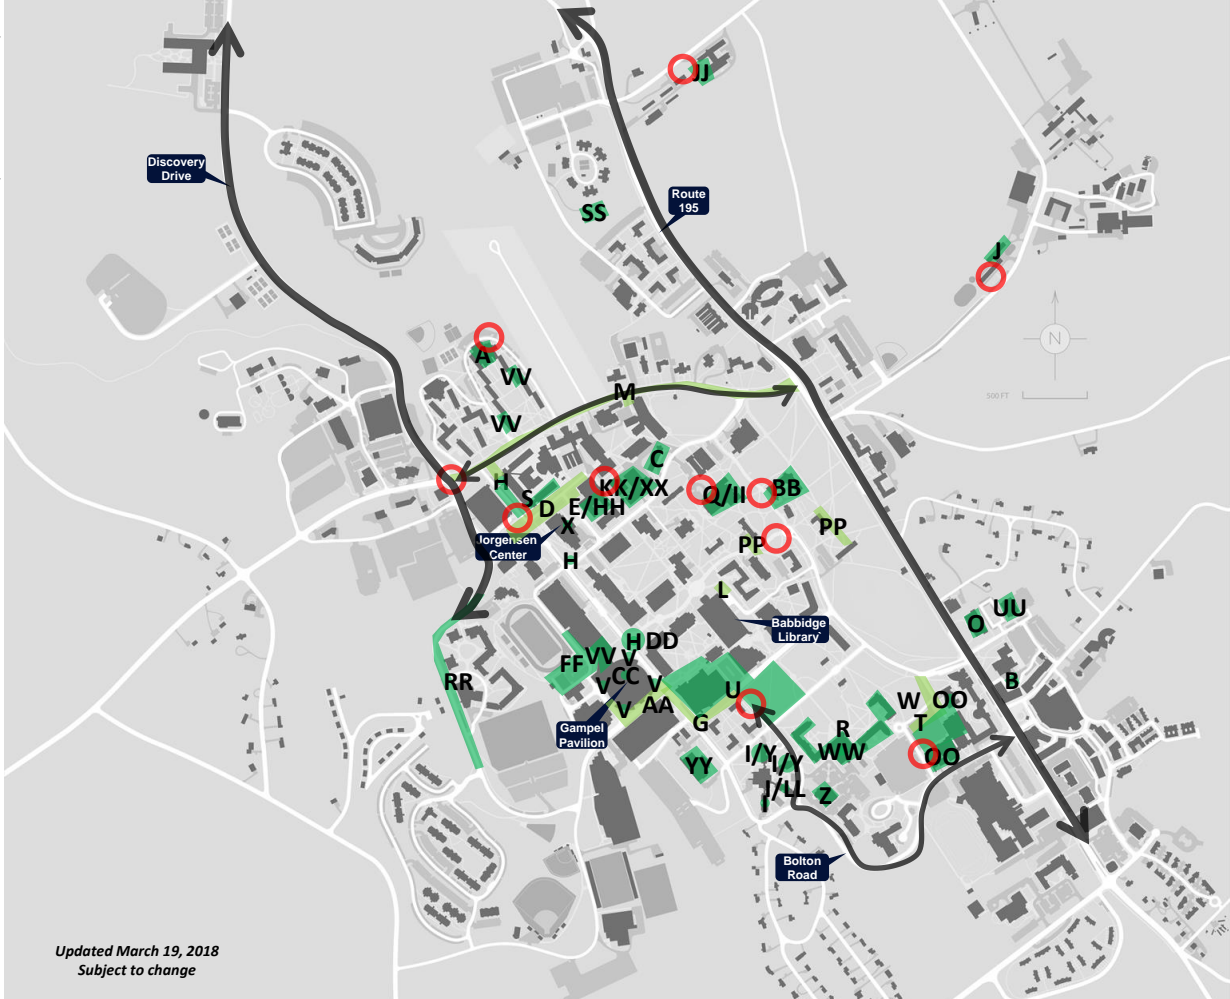 JJ
Discovery
Drive
Route
195
SS
J
N
A
VV
500 FT
M
VV
C
H
KK/XX
Q/II
BB
S
D
E/HH
X
PP
PP
Jorgensen
Center
H
L
UU
O
Babbidge
Library`
H
DD
VV
V
FF
CC
B
RR
V
V
U
W
OO
V
AA
G
T
R
Gampel
Pavilion
I/Y
WW
OO
I/Y
YY
J/LL
Z
I
Bolton
Road
Updated March 19, 2018
Subject to change